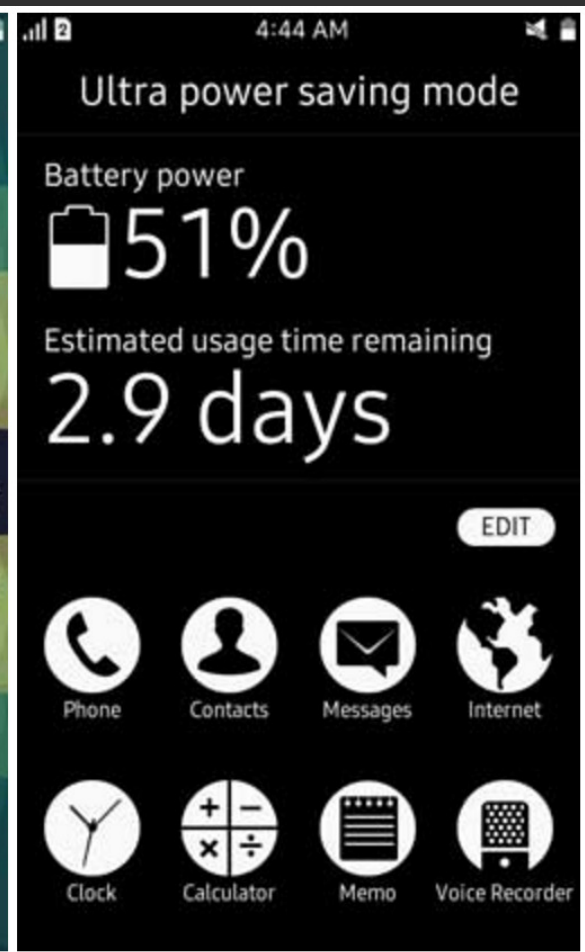 2 4:44 AM
Ultra power saving mode
Battery power
51%
Estimated usage time remaining
2.9 days
EDIT
Phone Contacts Messages Internet
Clock Calculator Memo Voice Recorder